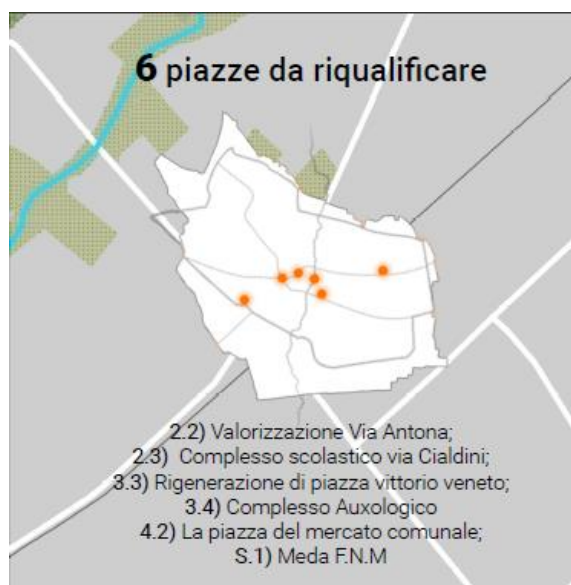 6 piazze da riqualificare
2.2) Valorizzazione Via Antona;
2.3) Complesso scolastico via Cialdini;
3.3) Rigenerazione di piazza vittorio veneto;
3.4) Complesso Auxologico
4.2) La piazza del mercato comunale;
S.1) Meda F.N.M